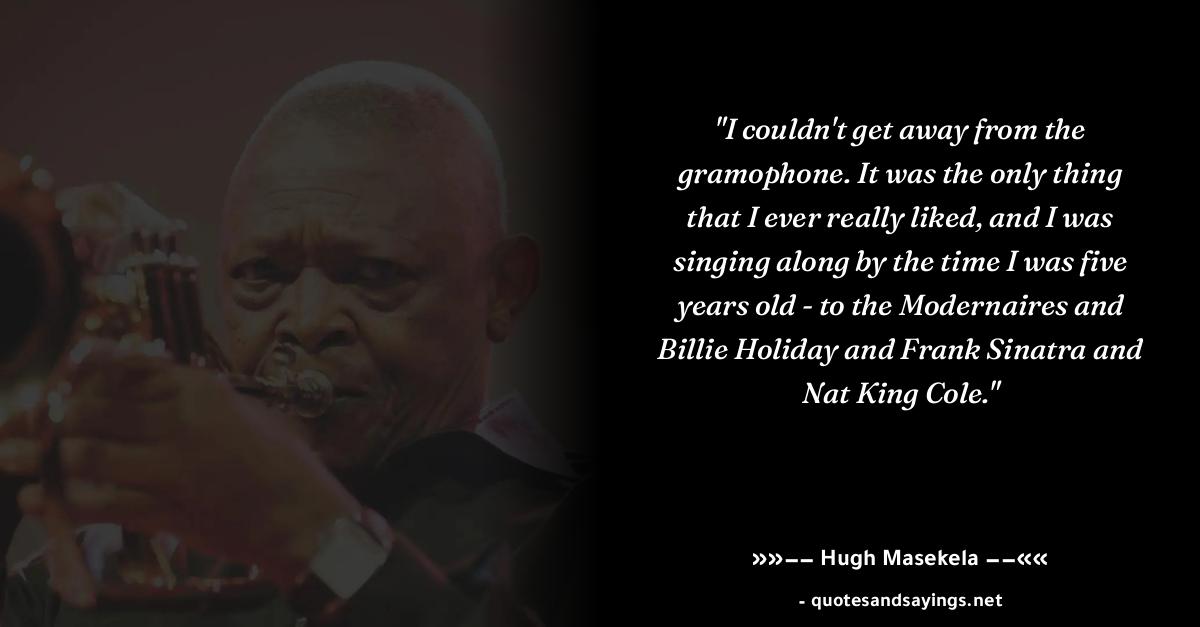 "I couldn't get away from the
gramophone. It was the only thing
that I ever really liked, and I was
singing along by the time I was five
years old - to the Modernaires and
Billie Holiday and Frank Sinatra and
Nat King Cole."
»»−− Hugh Masekela −−««
- quotesandsayings.net